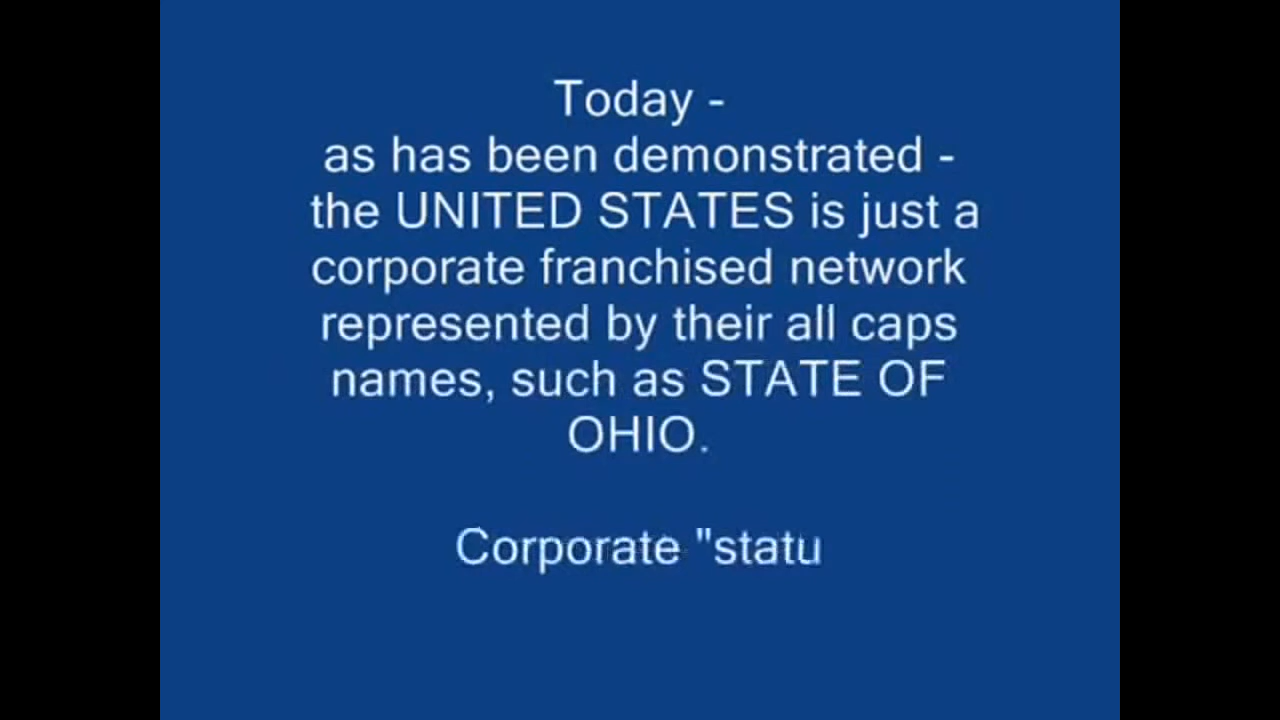 Today -
as has been demonstrated -
the UNITED STATES is just a
corporate franchised network
represented by their all caps
names, such as STATE OF
OHIO.
Corporate "statu